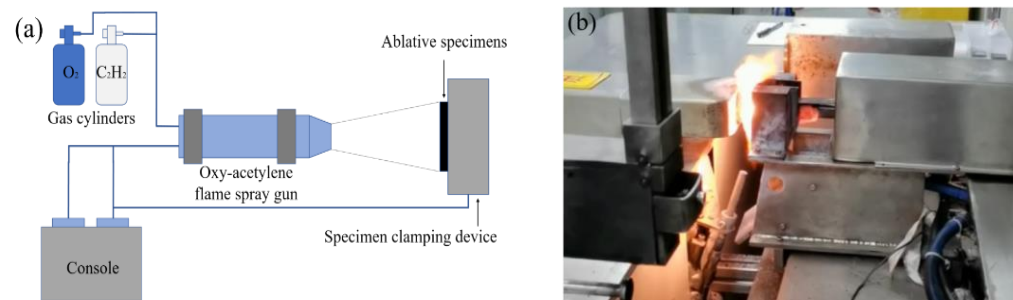 (a)
O₂
C₂H₂
Gas cylinders
Oxy-acetylene
flame spray gun
Ablative specimens
Specimen clamping device
Console
(b)